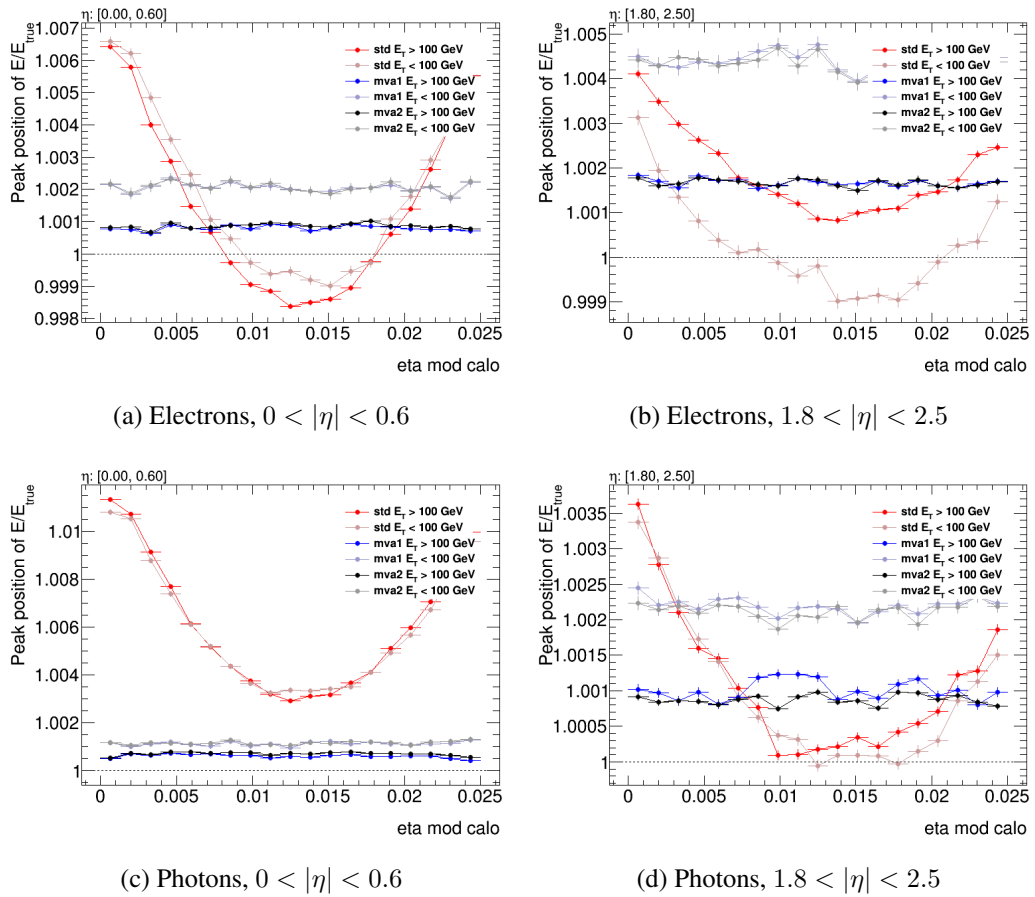 η: [0.00, 0.60]
Peak position of E/E_true
1.007
1.006
1.005
1.004
1.003
1.002
1.001
1
0.999
0.998
std E_T > 100 GeV
std E_T < 100 GeV
mva1 E_T > 100 GeV
mva1 E_T < 100 GeV
mva2 E_T > 100 GeV
mva2 E_T < 100 GeV
0 0.005 0.01 0.015 0.02 0.025
eta mod calo
(a) Electrons, 0 < |η| < 0.6
η: [1.80, 2.50]
Peak position of E/E_true
1.005
1.004
1.003
1.002
1.001
1
0.999
std E_T > 100 GeV
std E_T < 100 GeV
mva1 E_T > 100 GeV
mva1 E_T < 100 GeV
mva2 E_T > 100 GeV
mva2 E_T < 100 GeV
0 0.005 0.01 0.015 0.02 0.025
eta mod calo
(b) Electrons, 1.8 < |η| < 2.5
η: [0.00, 0.60]
Peak position of E/E_true
1.01
1.008
1.006
1.004
1.002
1
std E_T > 100 GeV
std E_T < 100 GeV
mva1 E_T > 100 GeV
mva1 E_T < 100 GeV
mva2 E_T > 100 GeV
mva2 E_T < 100 GeV
0 0.005 0.01 0.015 0.02 0.025
eta mod calo
(c) Photons, 0 < |η| < 0.6
η: [1.80, 2.50]
Peak position of E/E_true
1.0035
1.003
1.0025
1.002
1.0015
1.001
1.0005
1
std E_T > 100 GeV
std E_T < 100 GeV
mva1 E_T > 100 GeV
mva1 E_T < 100 GeV
mva2 E_T > 100 GeV
mva2 E_T < 100 GeV
0 0.005 0.01 0.015 0.02 0.025
eta mod calo
(d) Photons, 1.8 < |η| < 2.5